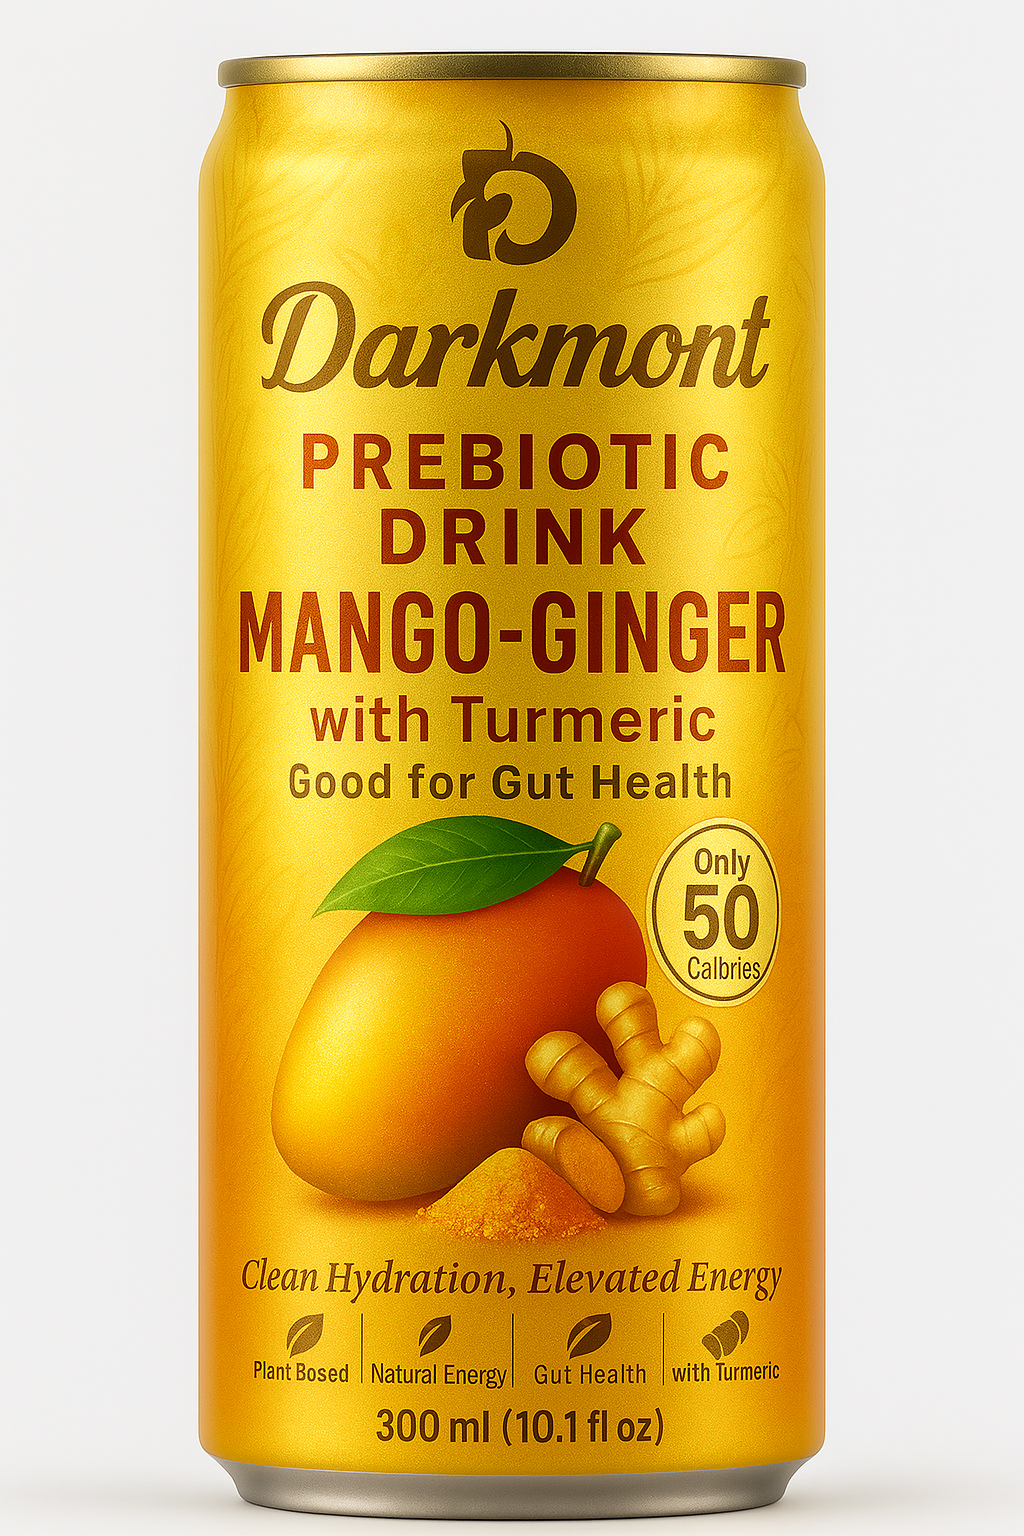 Darkmont
PREBIOTIC
DRINK
MANGO-GINGER
with Turmeric
Good for Gut Health
Only
50
Calbries
Clean Hydration, Elevated Energy
Plant Bosed
Natural Energy
Gut Health
with Turmeric
300 ml (10.1 fl oz)